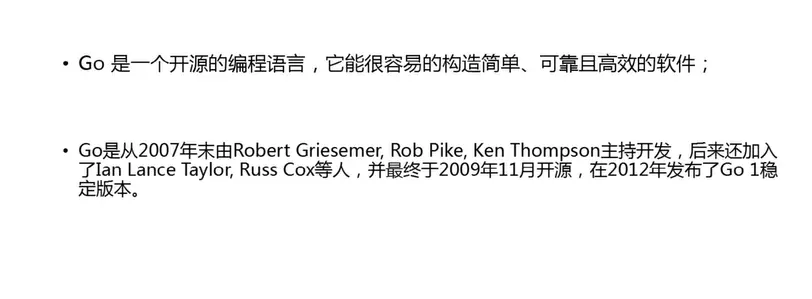 • Go 是一个开源的编程语言，它能很容易的构造简单、可靠且高效的软件；
• Go是从2007年末由Robert Griesemer, Rob Pike, Ken Thompson主持开发，后来还加入
了Ian Lance Taylor, Russ Cox等人，并最终于2009年11月开源，在2012年发布了Go 1稳
定版本。